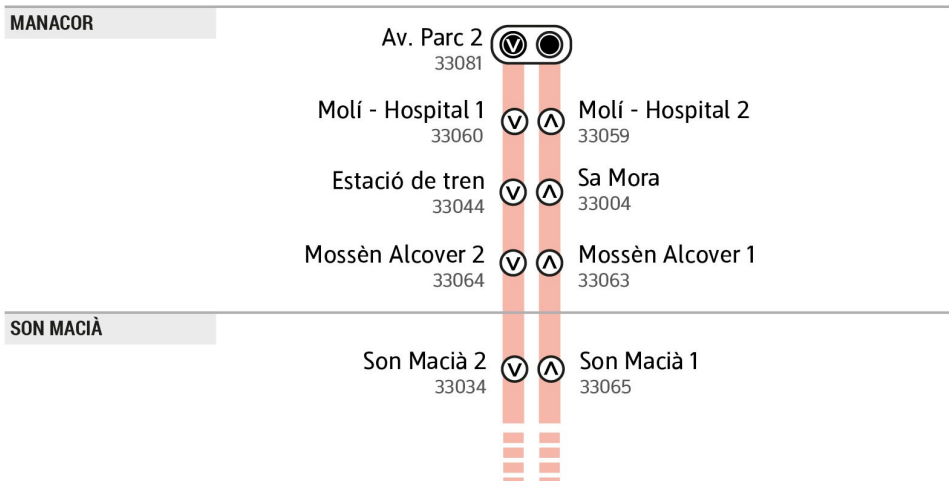 MANACOR
Av. Parc 2
33081
Molí - Hospital 1
33060
Molí - Hospital 2
33059
Estació de tren
33044
Sa Mora
33004
Mossèn Alcover 2
33064
Mossèn Alcover 1
33063
SON MACIÀ
Son Macià 2
33034
Son Macià 1
33065